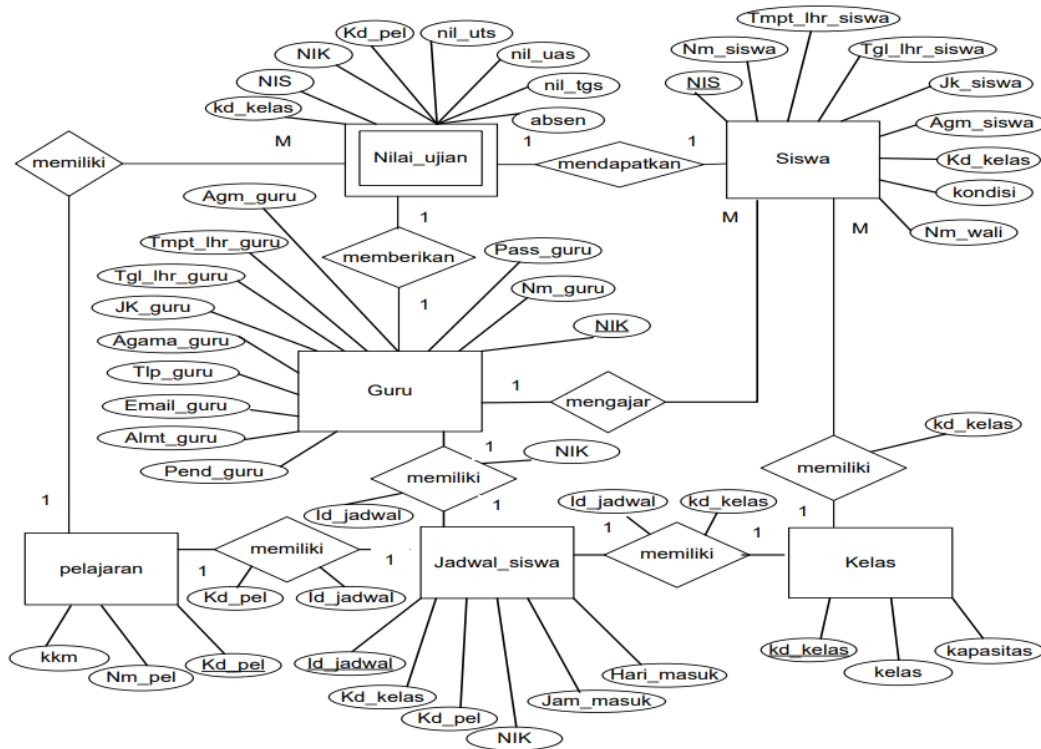 Tmpt_lhr_siswa
Kd_pel
nil_uts
Nm_siswa
Tgl_lhr_siswa
NIK
nil_uas
NIS
NIS
nil_tgs
Jk_siswa
kd_kelas
absen
Agm_siswa
memiliki
M
Nilai_ujian
1
mendapatkan
1
Siswa
Kd_kelas
kondisi
Agm_guru
1
M
M
Nm_wali
Tmpt_lhr_guru
memberikan
Pass_guru
Tgl_lhr_guru
Nm_guru
JK_guru
1
NIK
Agama_guru
Tlp_guru
Guru
1
mengajar
Email_guru
Almt_guru
1
NIK
kd_kelas
Pend_guru
memiliki
memiliki
1
Id_jadwal
1
Id_jadwal
kd_kelas
1
pelajaran
memiliki
1
1
Jadwal_siswa
1
memiliki
1
Kelas
Kd_pel
Id_jadwal
kkm
Nm_pel
Kd_pel
Id_jadwal
Kd_kelas
Kd_pel
NIK
Jam_masuk
Hari_masuk
kd_kelas
kelas
kapasitas